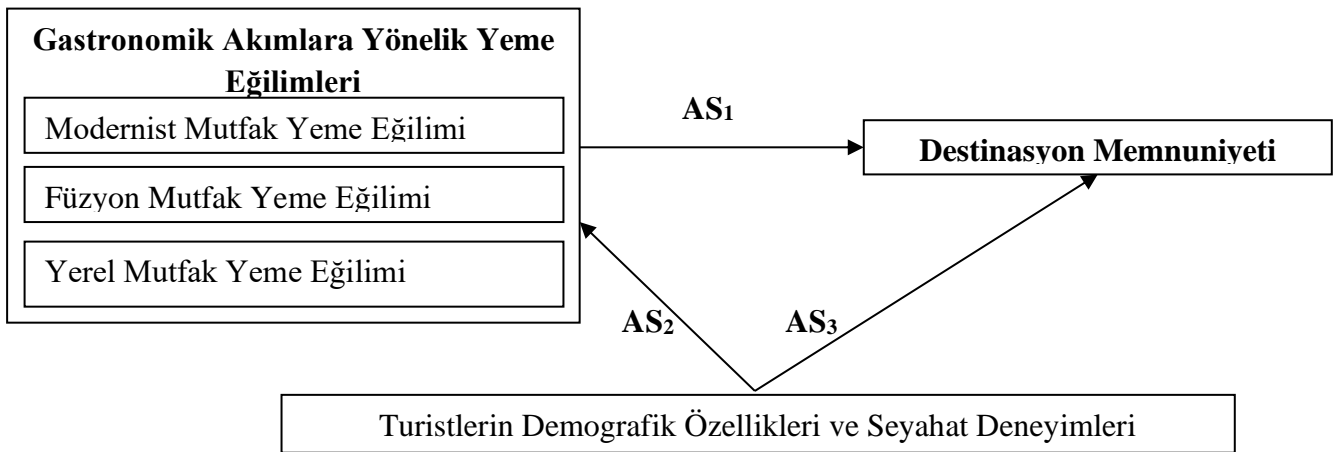 Gastronomik Akımlara Yönelik Yeme
Eğilimleri
Modernist Mutfak Yeme Eğilimi
Füzyon Mutfak Yeme Eğilimi
Yerel Mutfak Yeme Eğilimi
AS₁
Destinasyon Memnuniyeti
AS₂
AS₃
Turistlerin Demografik Özellikleri ve Seyahat Deneyimleri